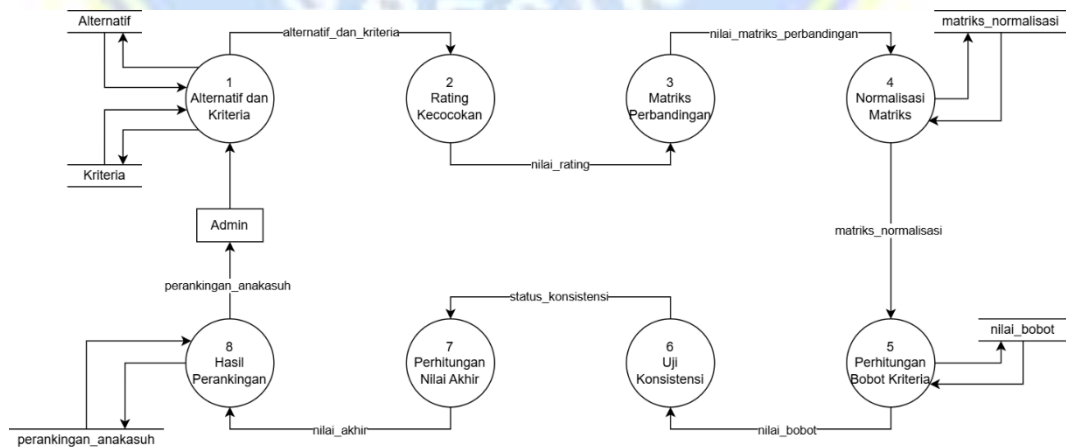 Alternatif
alternatif_dan_kriteria
nilai_matriks_perbandingan
matriks_normalisasi
1
Alternatif dan
Kriteria
2
Rating
Kecocokan
3
Matriks
Perbandingan
4
Normalisasi
Matriks
Kriteria
nilai_rating
Admin
matriks_normalisasi
perankingan_anakasuh
status_konsistensi
nilai_bobot
8
Hasil
Perankingan
7
Perhitungan
Nilai Akhir
6
Uji
Konsistensi
5
Perhitungan
Bobot Kriteria
perankingan_anakasuh
nilai_akhir
nilai_bobot